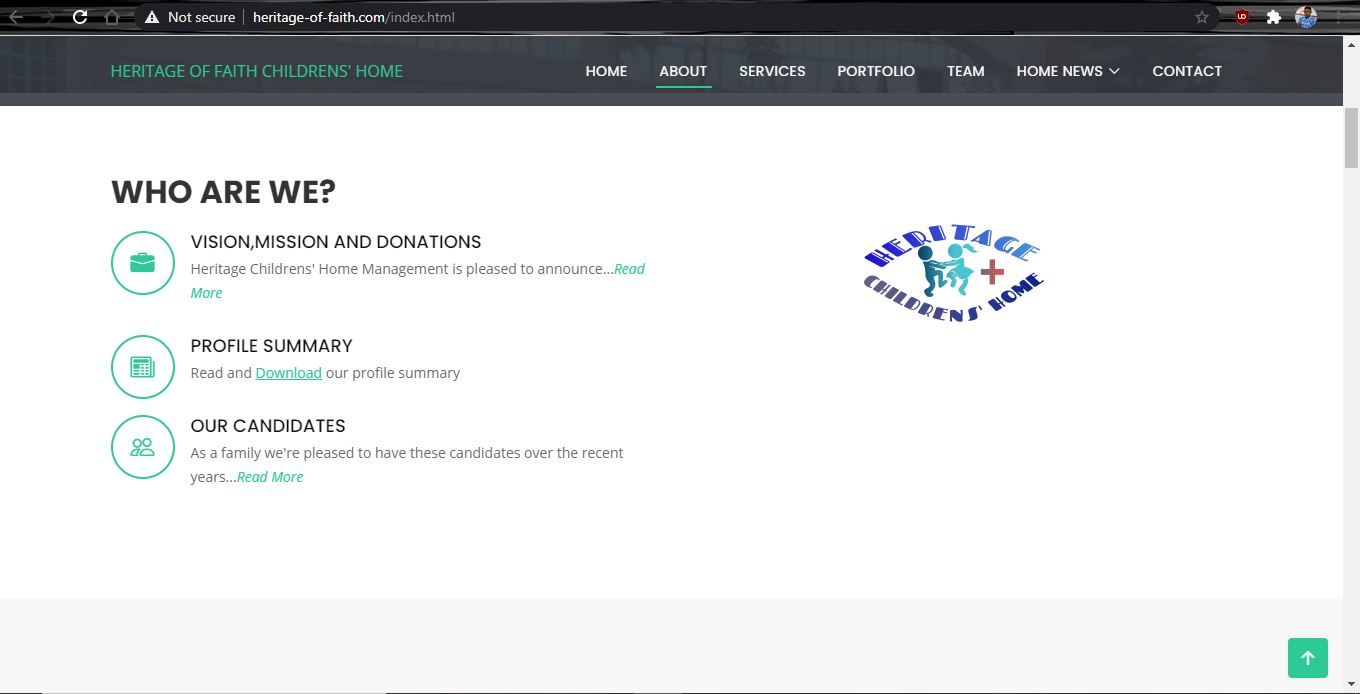 Not secure heritage-of-faith.com/index.html
HERITAGE OF FAITH CHILDRENS' HOME
HOME ABOUT SERVICES PORTFOLIO TEAM HOME NEWS CONTACT
WHO ARE WE?
VISION,MISSION AND DONATIONS
Heritage Childrens' Home Management is pleased to announce...Read
More
PROFILE SUMMARY
Read and Download our profile summary
OUR CANDIDATES
As a family we're pleased to have these candidates over the recent
years...Read More
HERITAGE
CHILDRENS' HOME